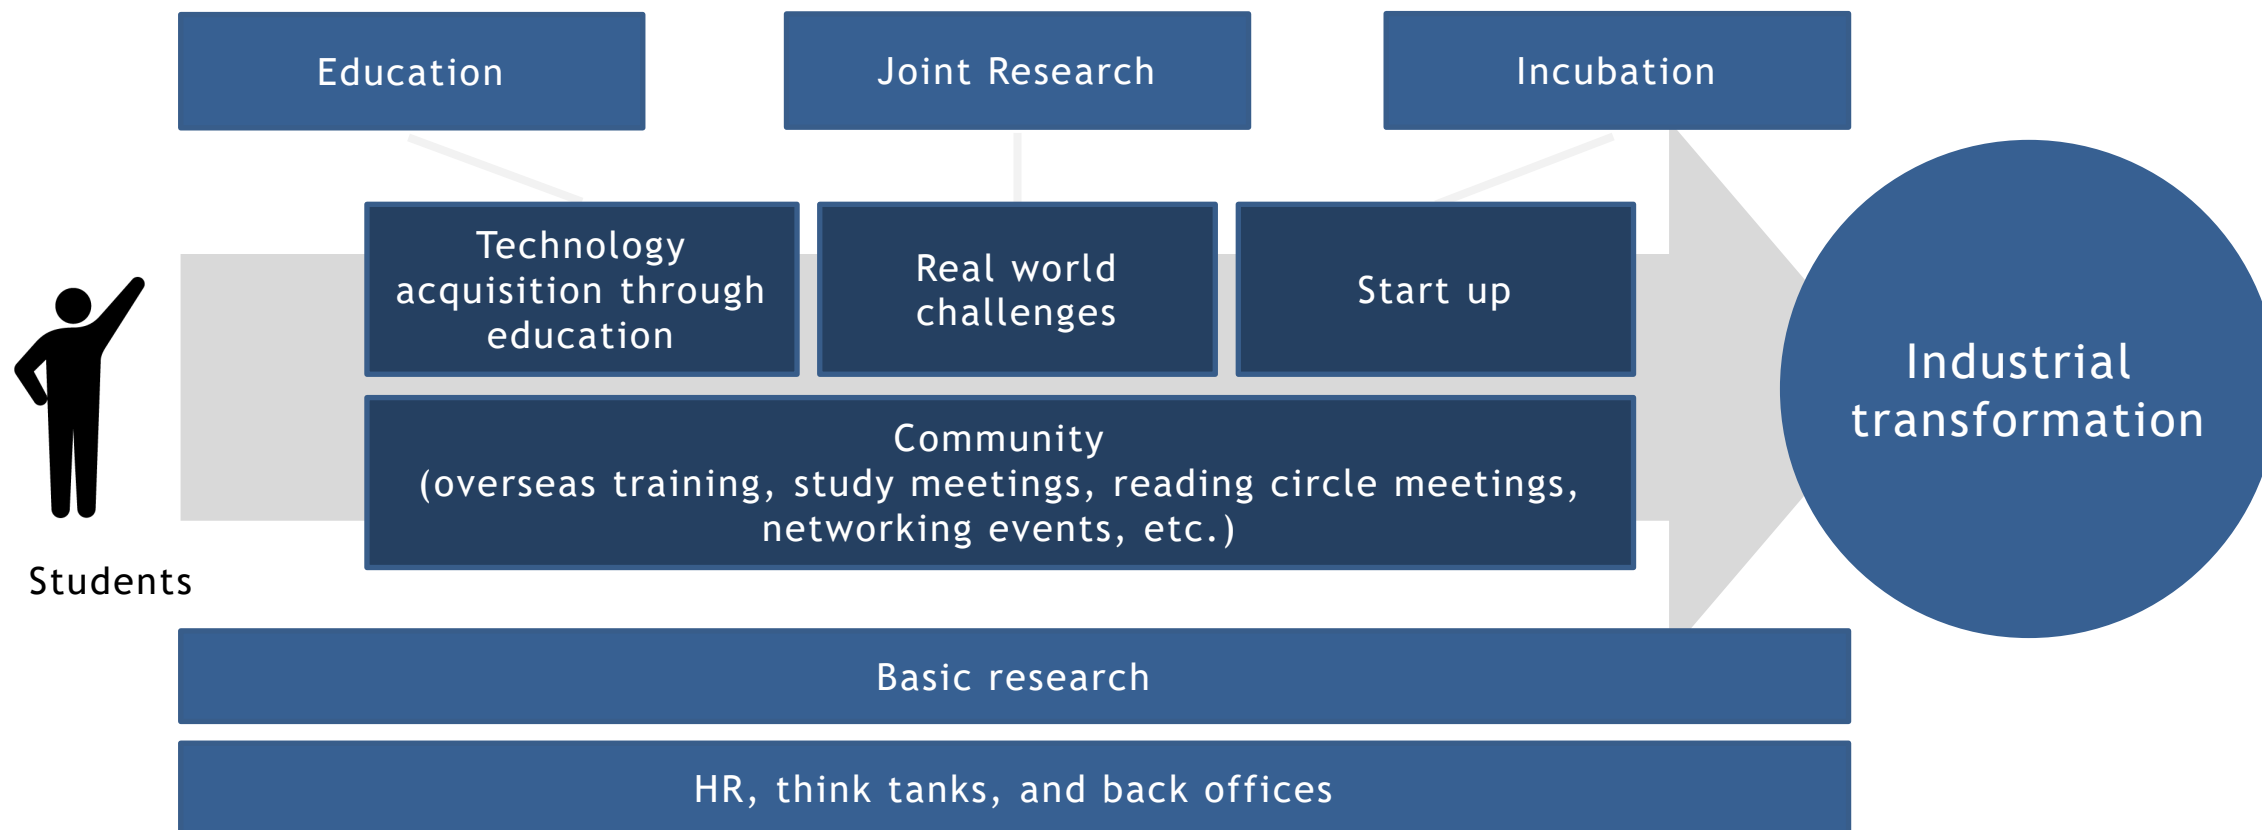 Education
Joint Research
Incubation
Technology
acquisition through
education
Real world
challenges
Start up
Community
(overseas training, study meetings, reading circle meetings,
networking events, etc.)
Industrial
transformation
Students
Basic research
HR, think tanks, and back offices